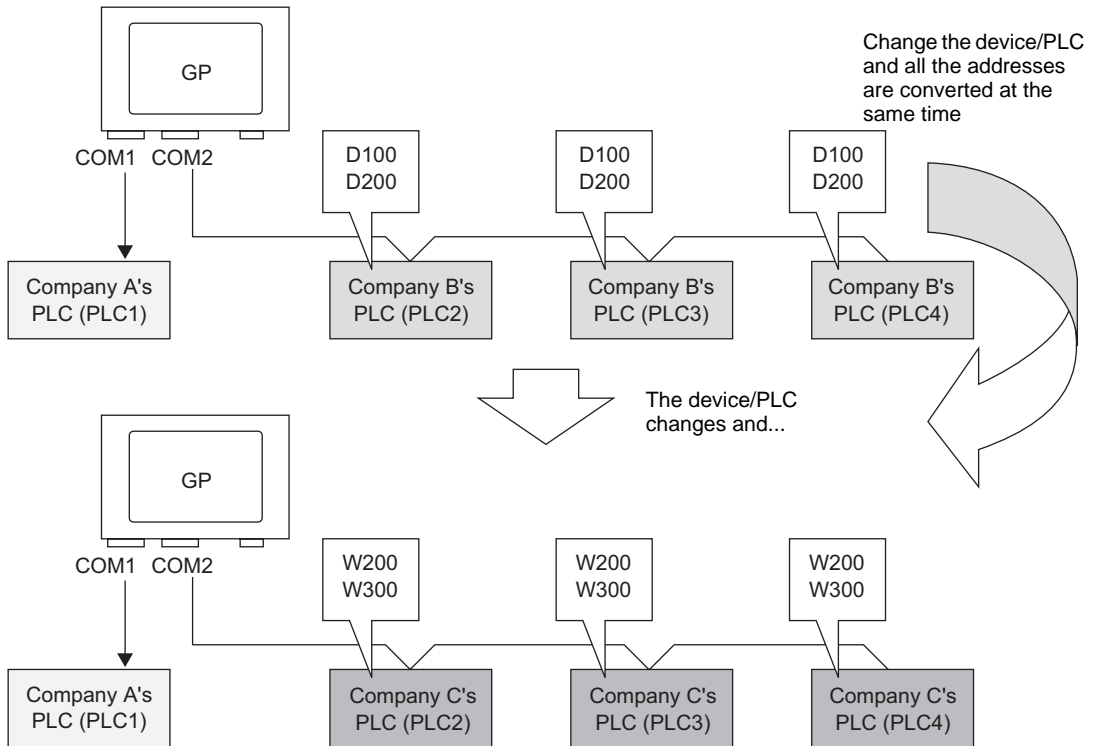 GP
Change the device/PLC
and all the addresses
are converted at the
same time
COM1 COM2
D100
D200
D100
D200
D100
D200
Company A's
PLC (PLC1)
Company B's
PLC (PLC2)
Company B's
PLC (PLC3)
Company B's
PLC (PLC4)
The device/PLC
changes and...
GP
COM1 COM2
W200
W300
W200
W300
W200
W300
Company A's
PLC (PLC1)
Company C's
PLC (PLC2)
Company C's
PLC (PLC3)
Company C's
PLC (PLC4)